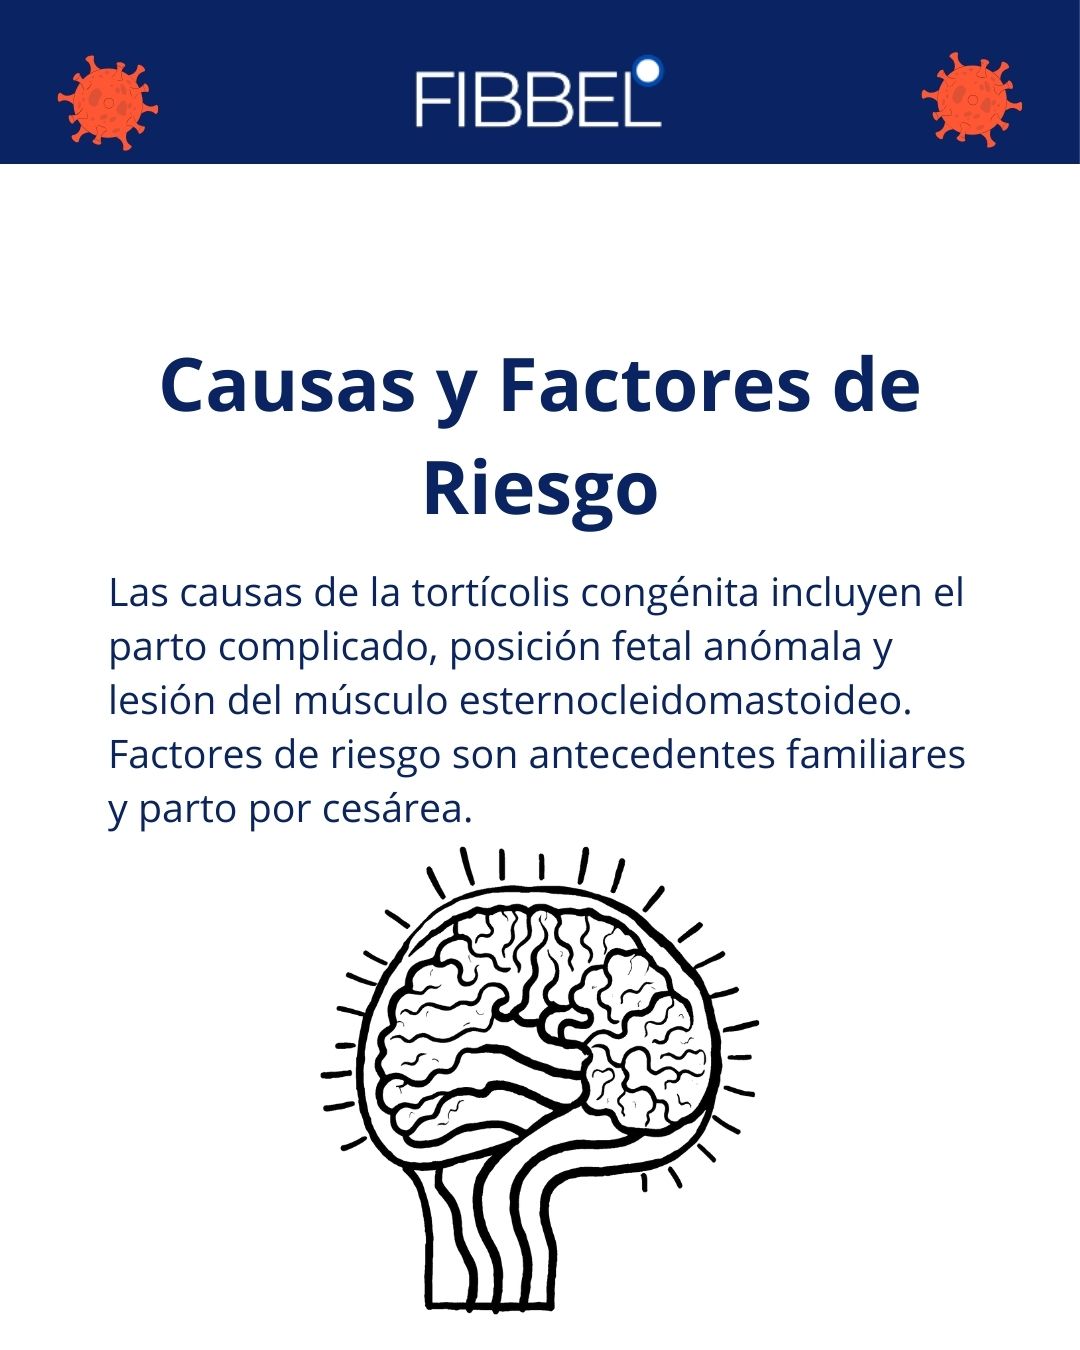 FIBBEL
Causas y Factores de
Riesgo
Las causas de la tortícolis congénita incluyen el
parto complicado, posición fetal anómala y
lesión del músculo esternocleidomastoideo.
Factores de riesgo son antecedentes familiares
y parto por cesárea.